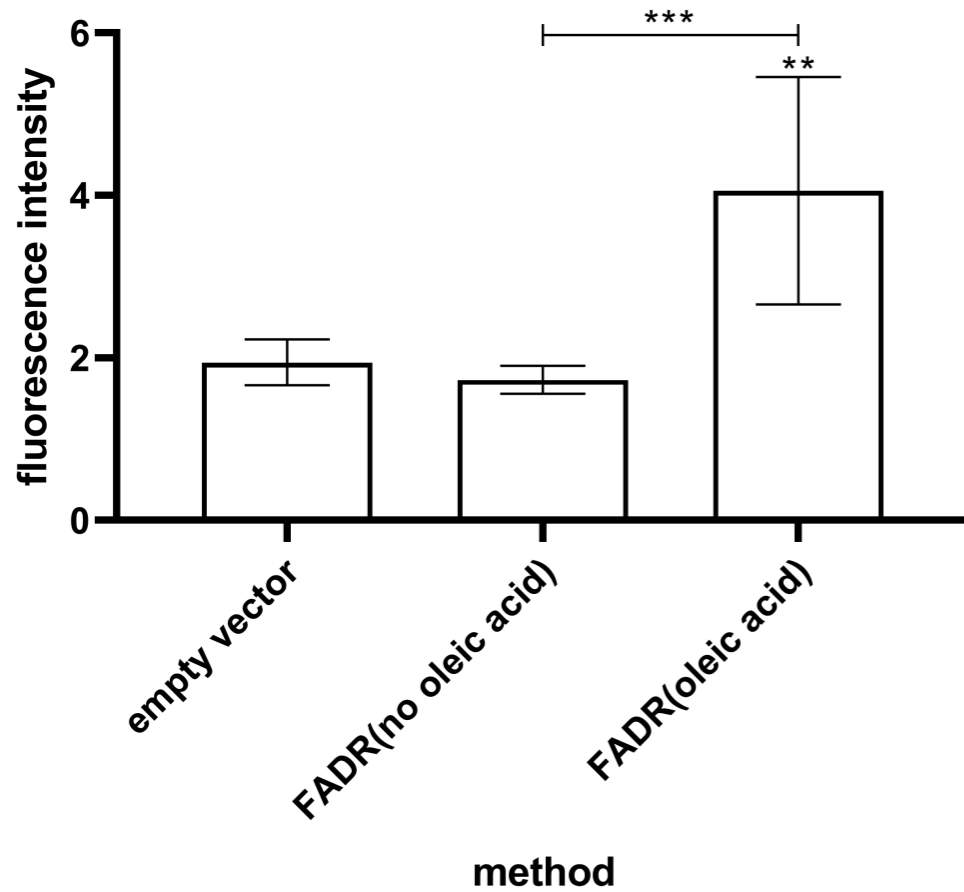 ***
**
6
4
2
0
fluorescence intensity
empty vector
FADR(no oleic acid)
FADR(oleic acid)
method